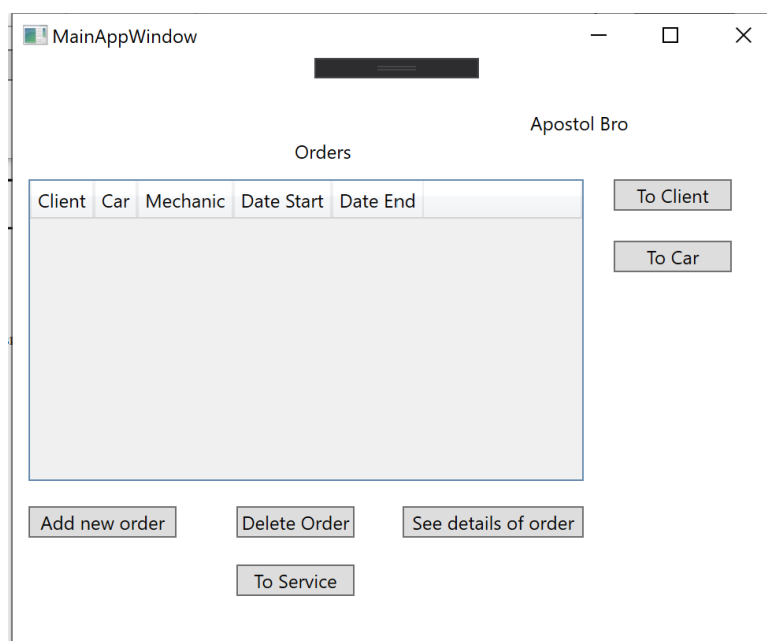 MainAppWindow
Apostol Bro
Orders
Client Car Mechanic Date Start Date End
To Client
To Car
Add new order Delete Order See details of order
To Service